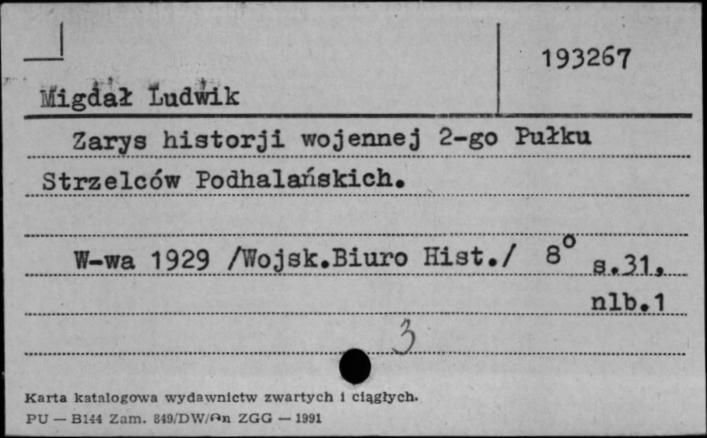 193267
Migdał Ludwik
Zarys historji wojennej 2-go Pułku
Strzelców Podhalańskich.
W-wa 1929 /Wojsk.Biuro Hist./ 8° s.31,
nlb.1
3
Karta katalogowa wydawnictw zwartych i ciągłych.
PU — B144 Zam. 849/DW/An ZGG — 1991